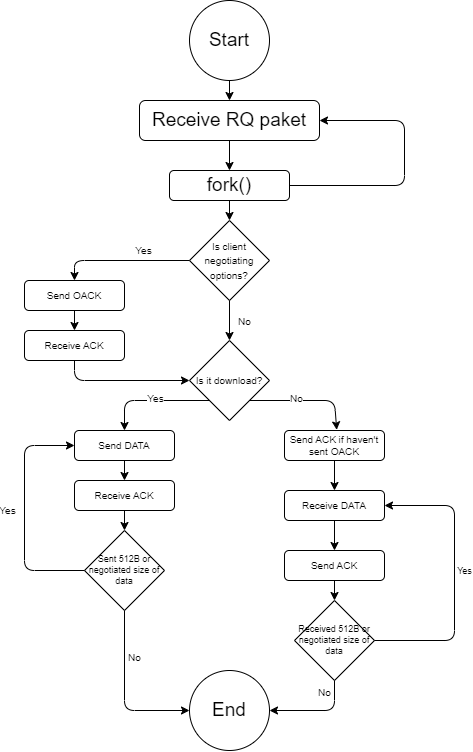 Start
Receive RQ paket
fork()
Is client
negotiating
options?
Yes
No
Send OACK
Receive ACK
Is it download?
Yes
No
Send DATA
Send ACK if haven't
sent OACK
Receive ACK
Receive DATA
Yes
Sent 512B or
negotiated size of
data
Send ACK
Yes
Received 512B or
negotiated size of
data
No
No
End